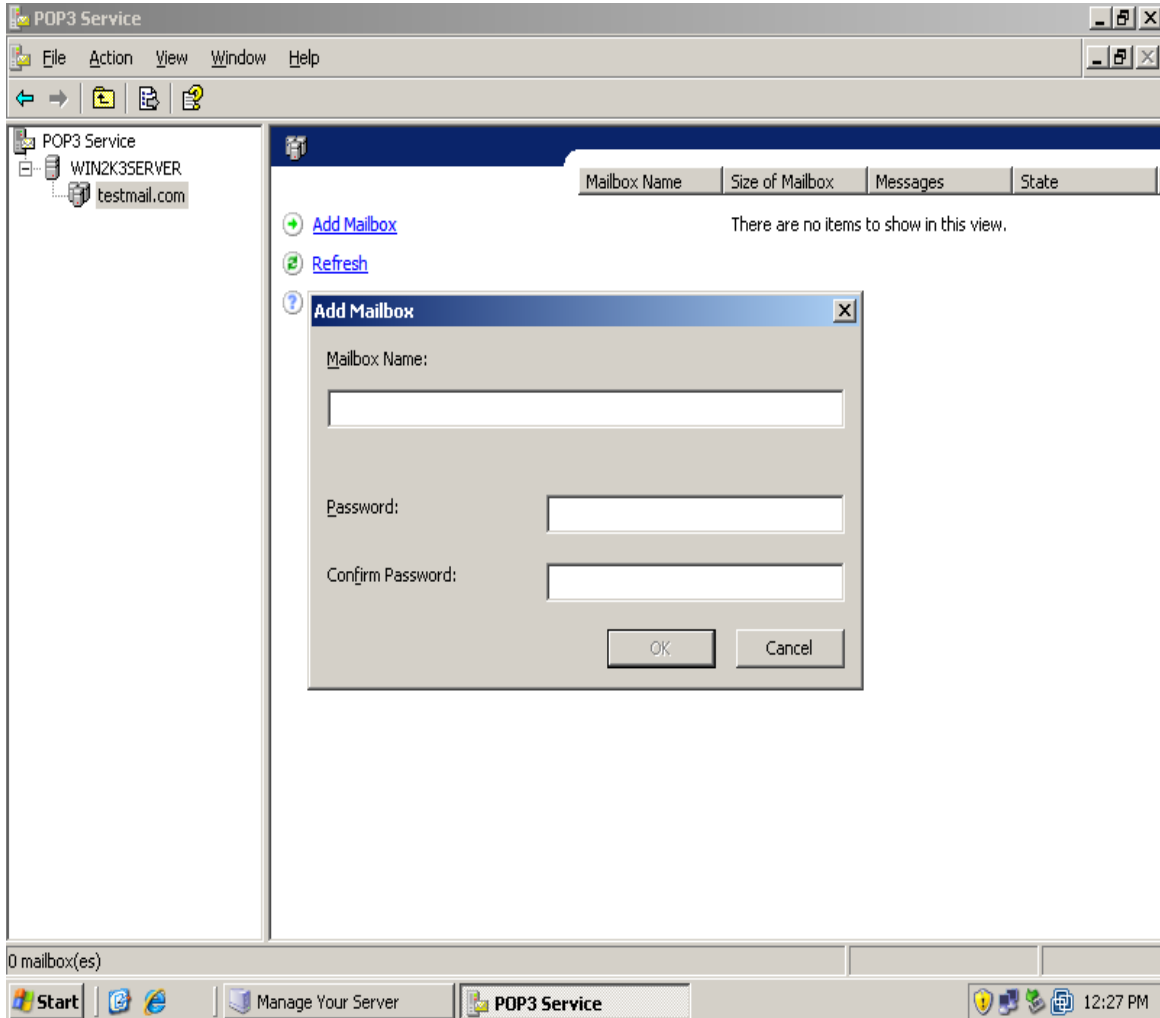 POP3 Service
File Action View Window Help
POP3 Service
WIN2K3SERVER
testmail.com
Mailbox Name Size of Mailbox Messages State
There are no items to show in this view.
Add Mailbox
Refresh
Add Mailbox
Mailbox Name:
Password:
Confirm Password:
OK Cancel
0 mailbox(es)
Start Manage Your Server POP3 Service 12:27 PM